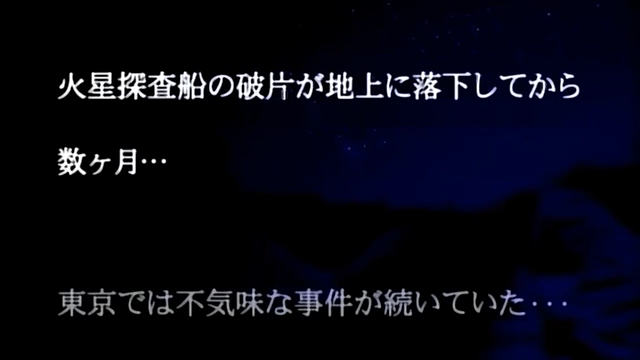 火星探査船の破片が地上に落下してから
数ヶ月…
東京では不気味な事件が続いていた･･･